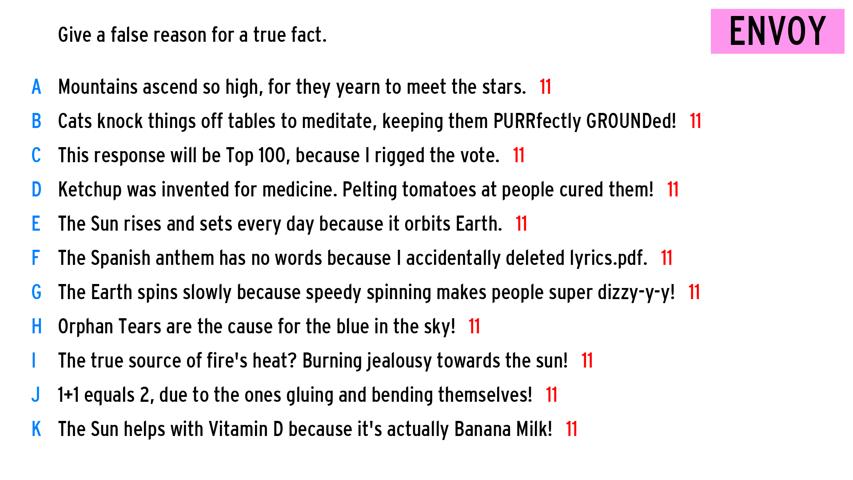 Give a false reason for a true fact.
ENVOY
A Mountains ascend so high, for they yearn to meet the stars. 11
B Cats knock things off tables to meditate, keeping them PURRfectly GROUNDed! 11
C This response will be Top 100, because I rigged the vote. 11
D Ketchup was invented for medicine. Pelting tomatoes at people cured them! 11
E The Sun rises and sets every day because it orbits Earth. 11
F The Spanish anthem has no words because I accidentally deleted lyrics.pdf. 11
G The Earth spins slowly because speedy spinning makes people super dizzy-y-y! 11
H Orphan Tears are the cause for the blue in the sky! 11
I The true source of fire's heat? Burning jealousy towards the sun! 11
J 1+1 equals 2, due to the ones gluing and bending themselves! 11
K The Sun helps with Vitamin D because it's actually Banana Milk! 11